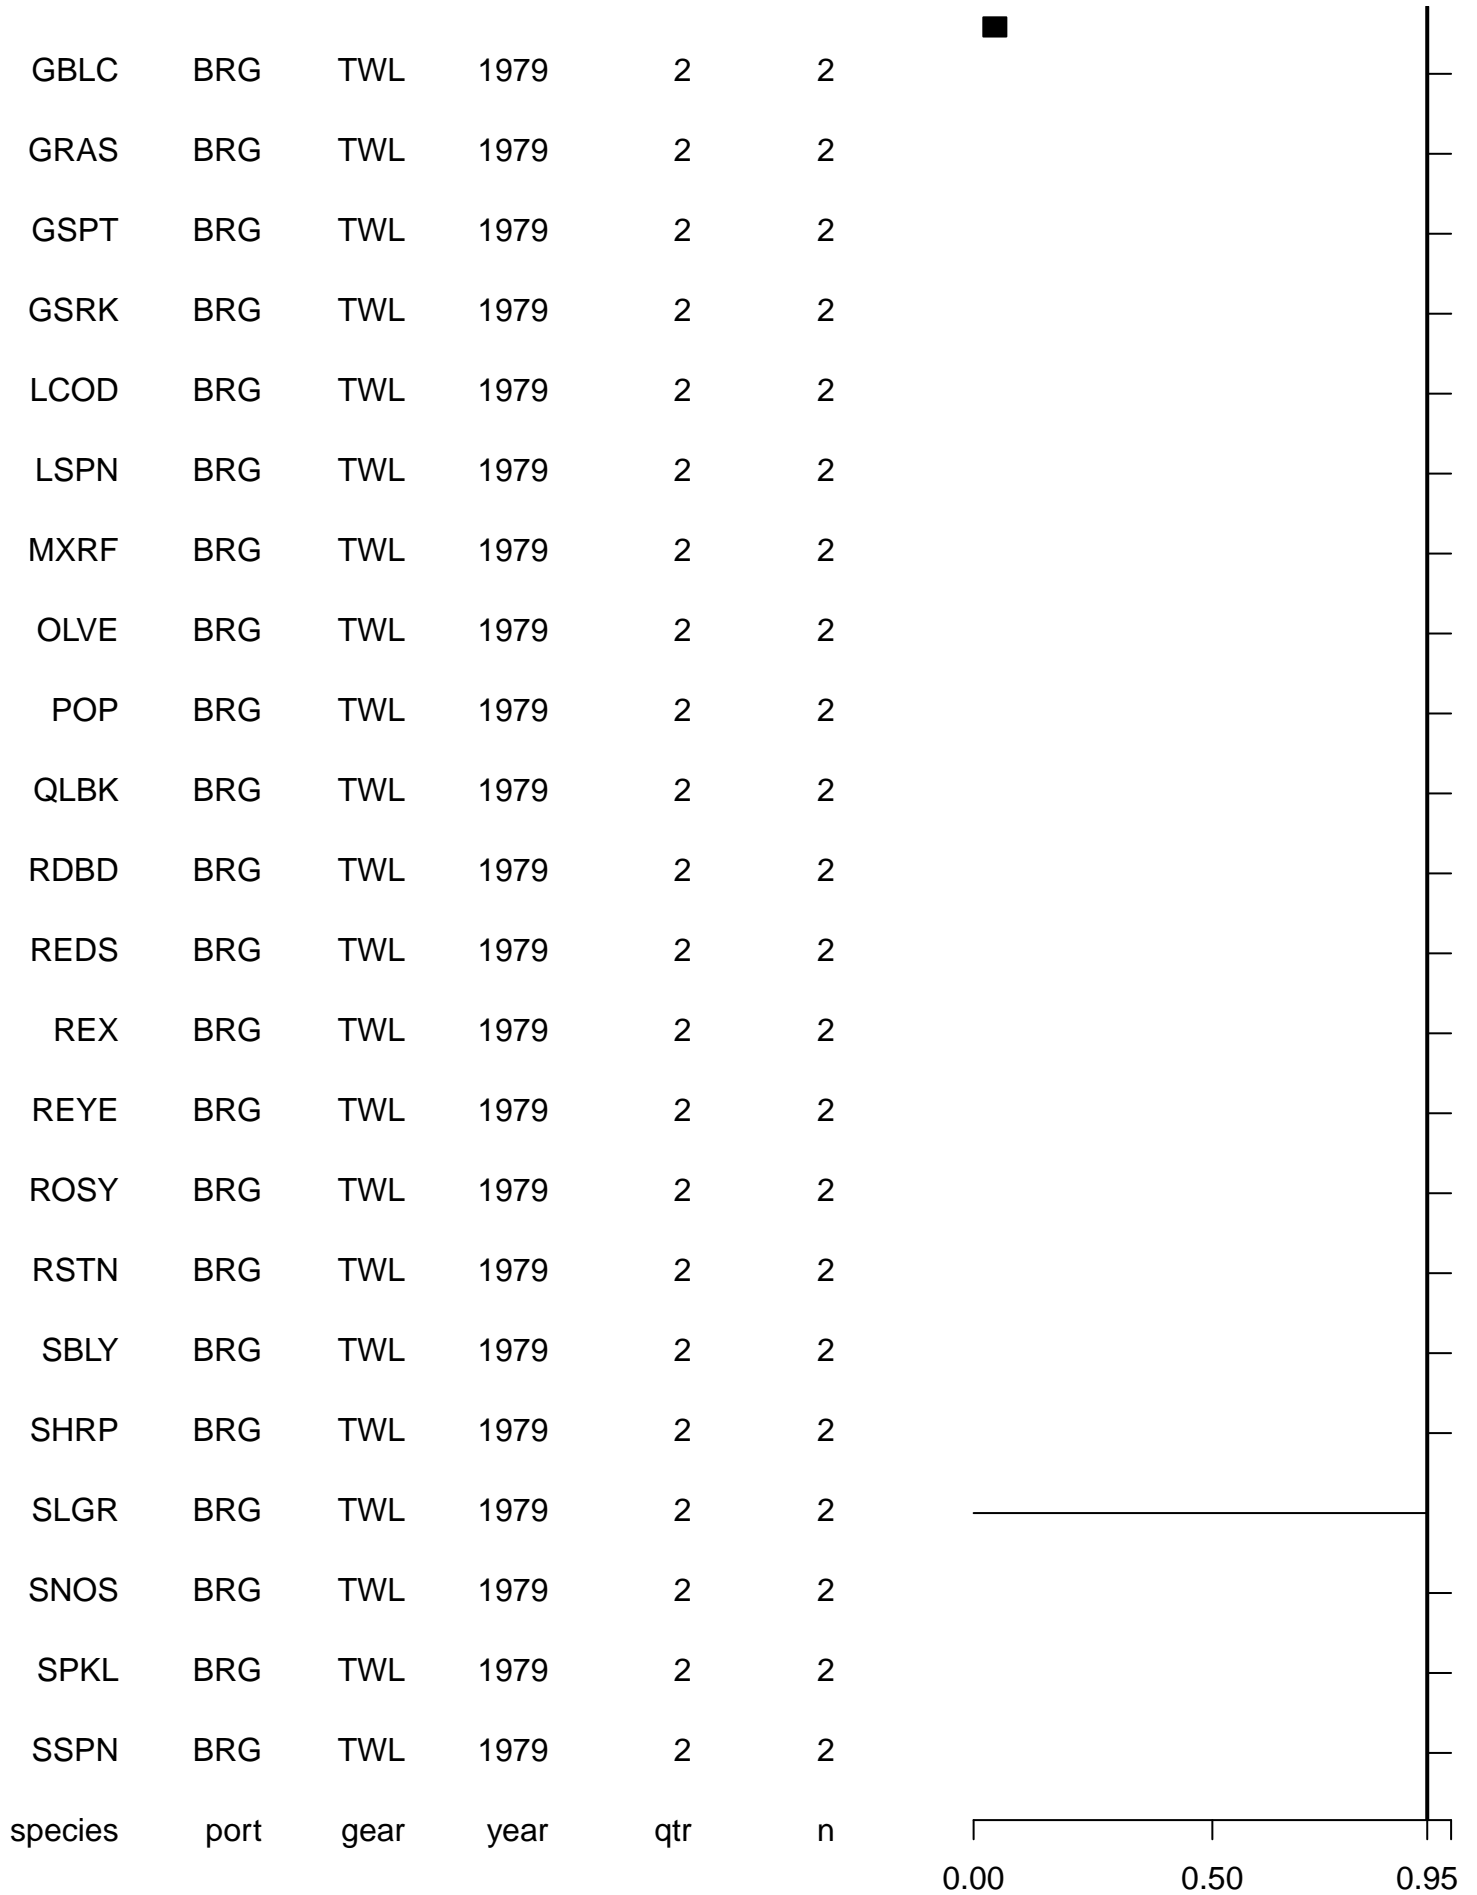 GBLC BRG TWL 1979 2 2
GRAS BRG TWL 1979 2 2
GSPT BRG TWL 1979 2 2
GSRK BRG TWL 1979 2 2
LCOD BRG TWL 1979 2 2
LSPN BRG TWL 1979 2 2
MXRF BRG TWL 1979 2 2
OLVE BRG TWL 1979 2 2
POP BRG TWL 1979 2 2
QLBK BRG TWL 1979 2 2
RDBD BRG TWL 1979 2 2
REDS BRG TWL 1979 2 2
REX BRG TWL 1979 2 2
REYE BRG TWL 1979 2 2
ROSY BRG TWL 1979 2 2
RSTN BRG TWL 1979 2 2
SBLY BRG TWL 1979 2 2
SHRP BRG TWL 1979 2 2
SLGR BRG TWL 1979 2 2
SNOS BRG TWL 1979 2 2
SPKL BRG TWL 1979 2 2
SSPN BRG TWL 1979 2 2
species port gear year qtr n
0.00 0.50 0.95